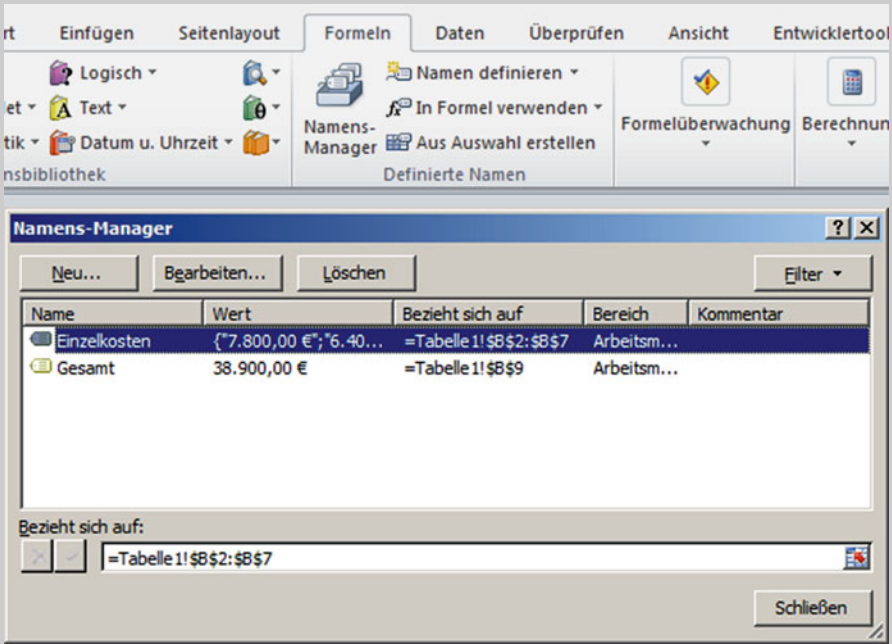 rt Einfügen Seitenlayout Formeln Daten Überprüfen Ansicht Entwicklertool
Logisch
let Text
tik Datum u. Uhrzeit
nsbibliothek
Namens-
Manager
Namen definieren
In Formel verwenden
Aus Auswahl erstellen
Definierte Namen
Formelüberwachung
Berechnun
Namens-Manager
Neu... Bearbeiten... Löschen Filter
Name Wert Bezieht sich auf Bereich Kommentar
Einzelkosten {"7.800,00 €";"6.40... =Tabelle1!$B$2:$B$7 Arbeitsm...
Gesamt 38.900,00 € =Tabelle1!$B$9 Arbeitsm...
Bezieht sich auf:
=Tabelle1!$B$2:$B$7
Schließen